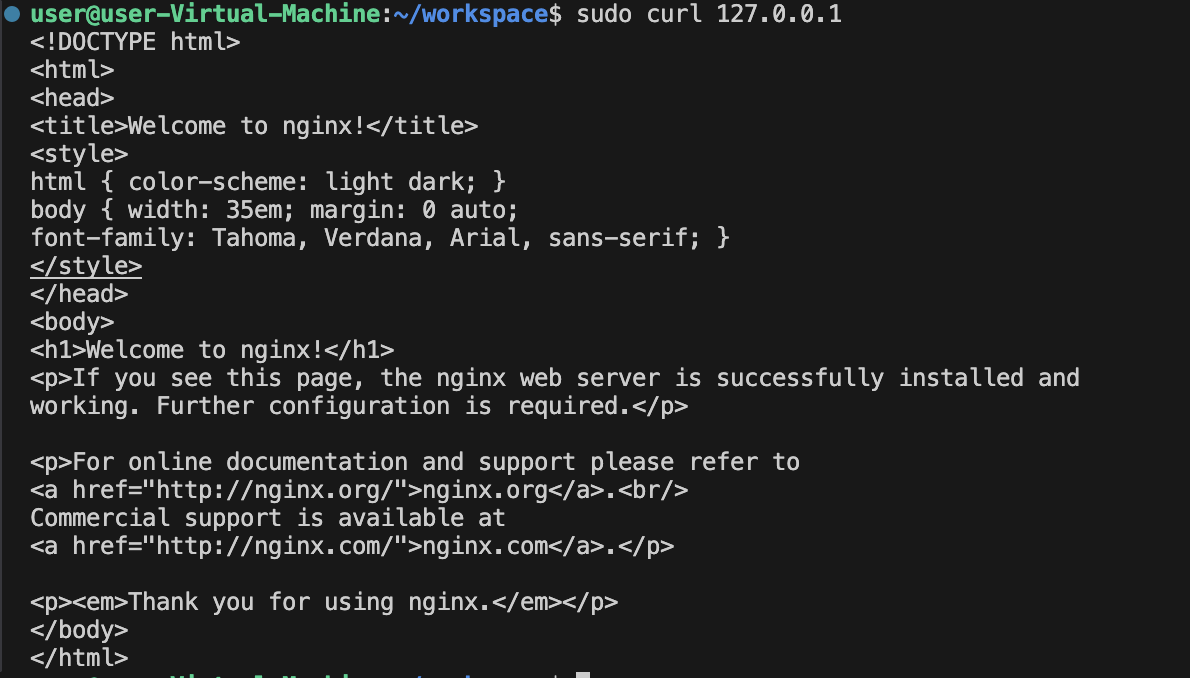 user@user-Virtual-Machine:~/workspace$ sudo curl 127.0.0.1
<!DOCTYPE html>
<html>
<head>
<title>Welcome to nginx!</title>
<style>
html { color-scheme: light dark; }
body { width: 35em; margin: 0 auto;
font-family: Tahoma, Verdana, Arial, sans-serif; }
</style>
</head>
<body>
<h1>Welcome to nginx!</h1>
<p>If you see this page, the nginx web server is successfully installed and
working. Further configuration is required.</p>

<p>For online documentation and support please refer to
<a href="http://nginx.org/">nginx.org</a>.<br/>
Commercial support is available at
<a href="http://nginx.com/">nginx.com</a>.</p>

<p><em>Thank you for using nginx.</em></p>
</body>
</html>